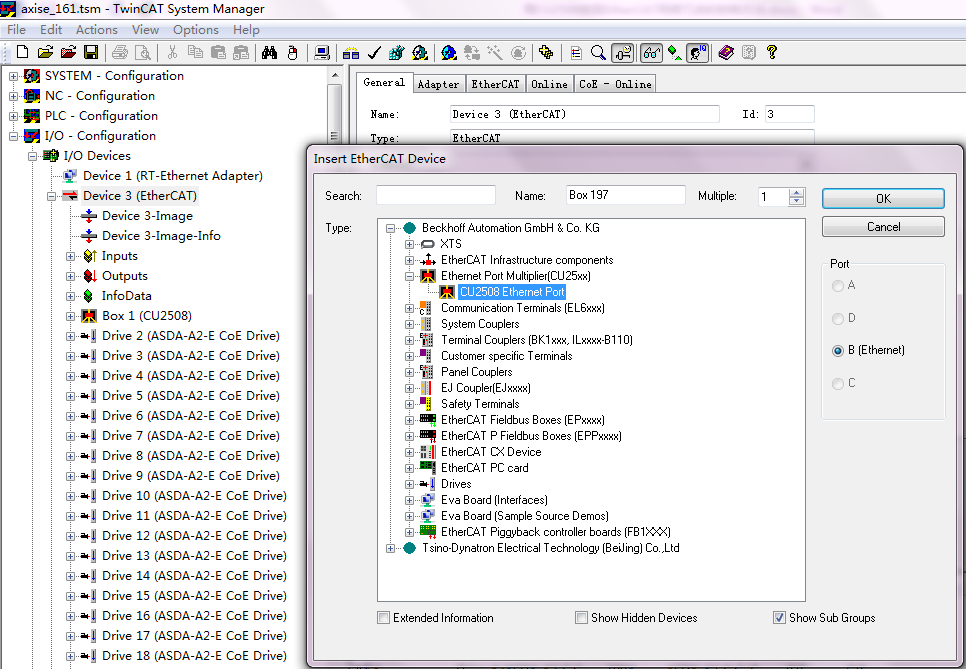 axise_161.tsm - TwinCAT System Manager
File Edit Actions View Options Help
SYSTEM - Configuration
NC - Configuration
PLC - Configuration
I/O - Configuration
I/O Devices
Device 1 (RT-Ethernet Adapter)
Device 3 (EtherCAT)
Device 3-Image
Device 3-Image-Info
Inputs
Outputs
InfoData
Box 1 (CU2508)
Drive 2 (ASDA-A2-E CoE Drive)
Drive 3 (ASDA-A2-E CoE Drive)
Drive 4 (ASDA-A2-E CoE Drive)
Drive 5 (ASDA-A2-E CoE Drive)
Drive 6 (ASDA-A2-E CoE Drive)
Drive 7 (ASDA-A2-E CoE Drive)
Drive 8 (ASDA-A2-E CoE Drive)
Drive 9 (ASDA-A2-E CoE Drive)
Drive 10 (ASDA-A2-E CoE Drive)
Drive 11 (ASDA-A2-E CoE Drive)
Drive 12 (ASDA-A2-E CoE Drive)
Drive 13 (ASDA-A2-E CoE Drive)
Drive 14 (ASDA-A2-E CoE Drive)
Drive 15 (ASDA-A2-E CoE Drive)
Drive 16 (ASDA-A2-E CoE Drive)
Drive 17 (ASDA-A2-E CoE Drive)
Drive 18 (ASDA-A2-E CoE Drive)
General Adapter EtherCAT Online CoE - Online
Name: Device 3 (EtherCAT) Id: 3
Type: EtherCAT
Insert EtherCAT Device
Search: Name: Box 197 Multiple: 1 OK
Cancel
Type:
Beckhoff Automation GmbH & Co. KG
XTS
EtherCAT Infrastructure components
Ethernet Port Multiplier(CU25xx)
CU2508 Ethernet Port
Communication Terminals (EL6xxx)
System Couplers
Terminal Couplers (BK1xxx, ILxxxx-B110)
Customer specific Terminals
Panel Couplers
EJ Coupler(EJxxxx)
Safety Terminals
EtherCAT Fieldbus Boxes (EPxxxx)
EtherCAT P Fieldbus Boxes (EPPxxxx)
EtherCAT CX Device
EtherCAT PC card
Drives
Eva Board (Interfaces)
Eva Board (Sample Source Demos)
EtherCAT Piggyback controller boards (FB1XXX)
Tsino-Dynatron Electrical Technology (BeiJing) Co.,Ltd
Port
A
D
B (Ethernet)
C
Extended Information Show Hidden Devices Show Sub Groups